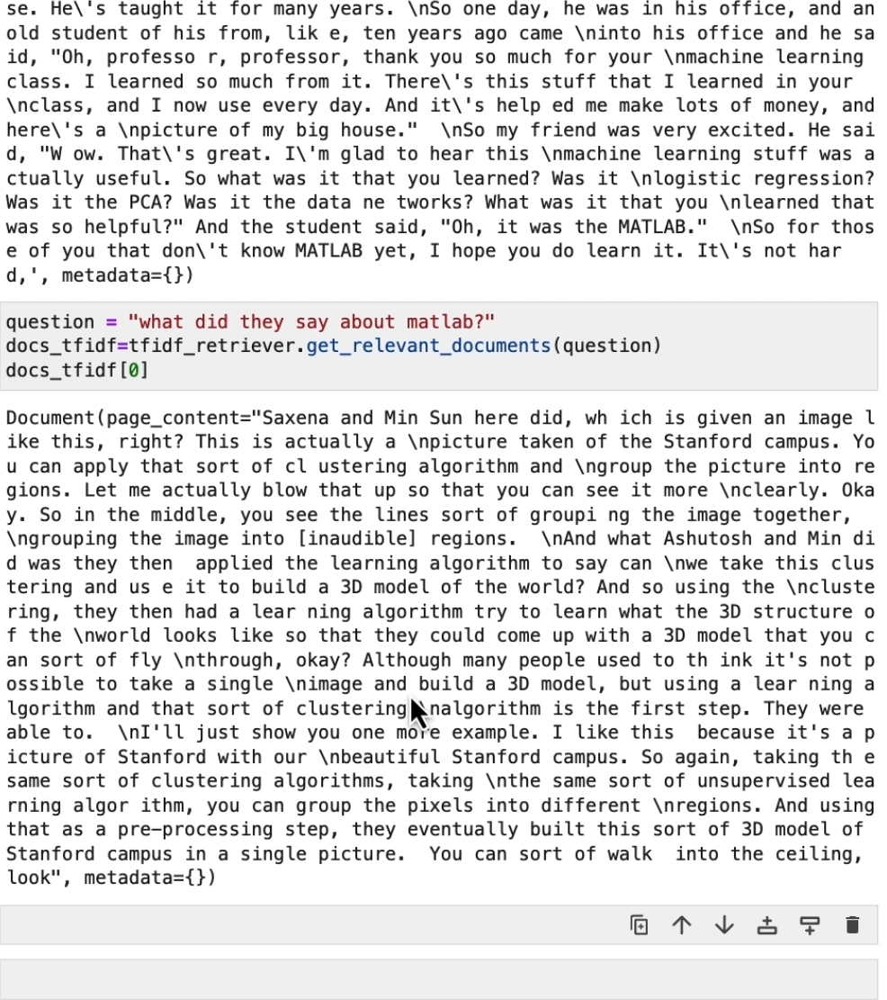 se. He\'s taught it for many years. \nSo one day, he was in his office, and an
old student of his from, lik e, ten years ago came \ninto his office and he sa
id, "Oh, professo r, professor, thank you so much for your \nmachine learning
class. I learned so much from it. There\'s this stuff that I learned in your
\nclass, and I now use every day. And it\'s help ed me make lots of money, and
here\'s a \npicture of my big house."  \nSo my friend was very excited. He sai
d, "W ow. That\'s great. I\'m glad to hear this \nmachine learning stuff was a
ctually useful. So what was it that you learned? Was it \nlogistic regression?
Was it the PCA? Was it the data ne tworks? What was it that you \nlearned that
was so helpful?" And the student said, "Oh, it was the MATLAB."  \nSo for thos
e of you that don\'t know MATLAB yet, I hope you do learn it. It\'s not har
d,', metadata={})
question = "what did they say about matlab?"
docs_tfidf=tfidf_retriever.get_relevant_documents(question)
docs_tfidf[0]
Document(page_content="Saxena and Min Sun here did, wh ich is given an image l
ike this, right? This is actually a \npicture taken of the Stanford campus. Yo
u can apply that sort of cl ustering algorithm and \ngroup the picture into re
gions. Let me actually blow that up so that you can see it more \nclearly. Oka
y. So in the middle, you see the lines sort of groupi ng the image together,
\ngrouping the image into [inaudible] regions.  \nAnd what Ashutosh and Min di
d was they then  applied the learning algorithm to say can \nwe take this clus
tering and us e it to build a 3D model of the world? And so using the \ncluste
ring, they then had a lear ning algorithm try to learn what the 3D structure o
f the \nworld looks like so that they could come up with a 3D model that you c
an sort of fly \nthrough, okay? Although many people used to th ink it's not p
ossible to take a single \nimage and build a 3D model, but using a lear ning a
lgorithm and that sort of clustering \nalgorithm is the first step. They were
able to.  \nI'll just show you one more example. I like this  because it's a p
icture of Stanford with our \nbeautiful Stanford campus. So again, taking th e
same sort of clustering algorithms, taking \nthe same sort of unsupervised lea
rning algor ithm, you can group the pixels into different \nregions. And using
that as a pre-processing step, they eventually built this sort of 3D model of
Stanford campus in a single picture.  You can sort of walk  into the ceiling,
look", metadata={})